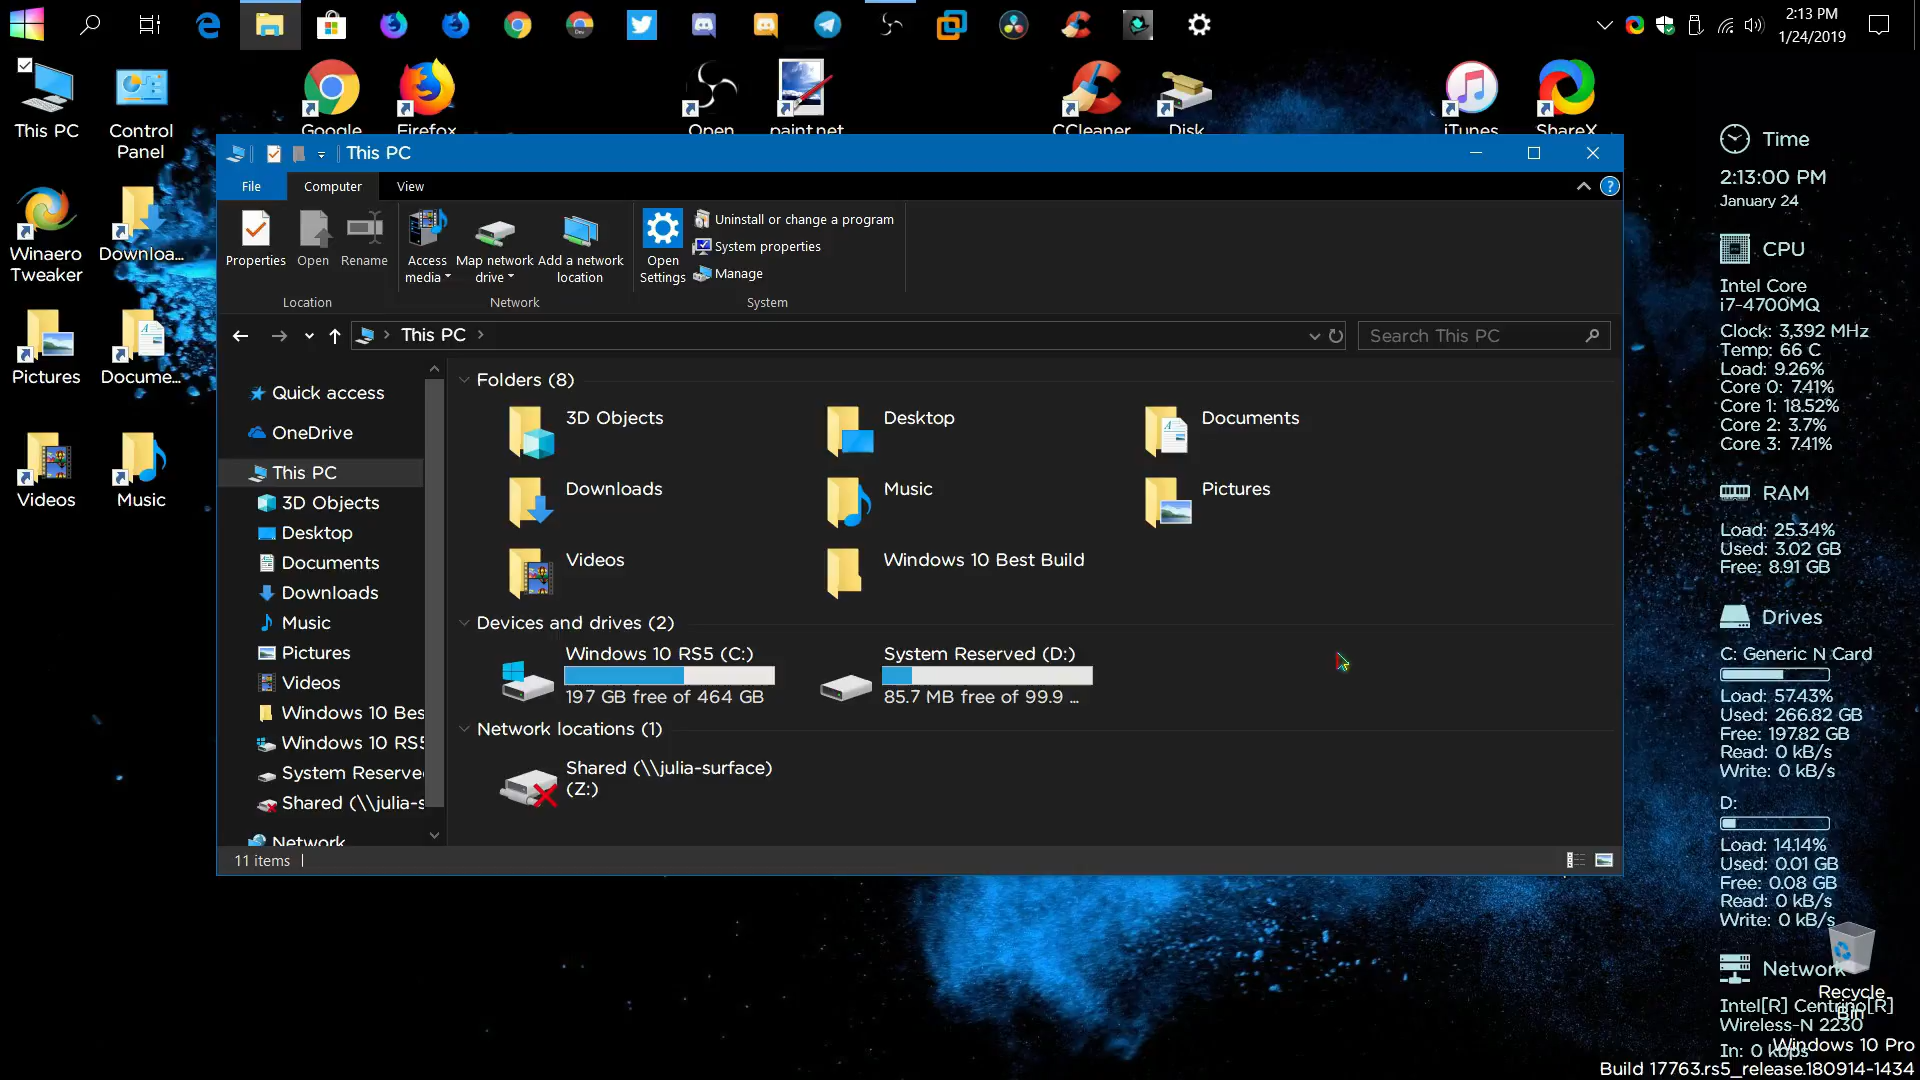 2:13 PM
1/24/2019
This PC
Control
Panel
Google
Firefox
Open
paint.net
CCleaner
Disk
iTunes
ShareX
Winaero
Tweaker
Downloa...
Pictures
Docume...
Videos
Music
This PC
File
Computer
View
Properties
Open
Rename
Access
media
Map network
drive
Add a network
location
Open
Settings
Uninstall or change a program
System properties
Manage
Location
Network
System
This PC
Search This PC
Quick access
OneDrive
This PC
3D Objects
Desktop
Documents
Downloads
Music
Pictures
Videos
Windows 10 Bes
Windows 10 RS5
System Reserve
Shared (\\julia-s
Network
Folders (8)
3D Objects
Desktop
Documents
Downloads
Music
Pictures
Videos
Windows 10 Best Build
Devices and drives (2)
Windows 10 RS5 (C:)
197 GB free of 464 GB
System Reserved (D:)
85.7 MB free of 99.9 ...
Network locations (1)
Shared (\\julia-surface)
(Z:)
11 items
Time
2:13:00 PM
January 24
CPU
Intel Core
i7-4700MQ
Clock: 3,392 MHz
Temp: 66 C
Load: 9.26%
Core 0: 7.41%
Core 1: 18.52%
Core 2: 3.7%
Core 3: 7.41%
RAM
Load: 25.34%
Used: 3.02 GB
Free: 8.91 GB
Drives
C: Generic N Card
Load: 57.43%
Used: 266.82 GB
Free: 197.82 GB
Read: 0 kB/s
Write: 0 kB/s
D:
Load: 14.14%
Used: 0.01 GB
Free: 0.08 GB
Read: 0 kB/s
Write: 0 kB/s
Network
Recycle
Bin
Intel[R] Centrino[R]
Wireless-N 2230
In: 0 kbps
Windows 10 Pro
Build 17763.rs5_release.180914-1434